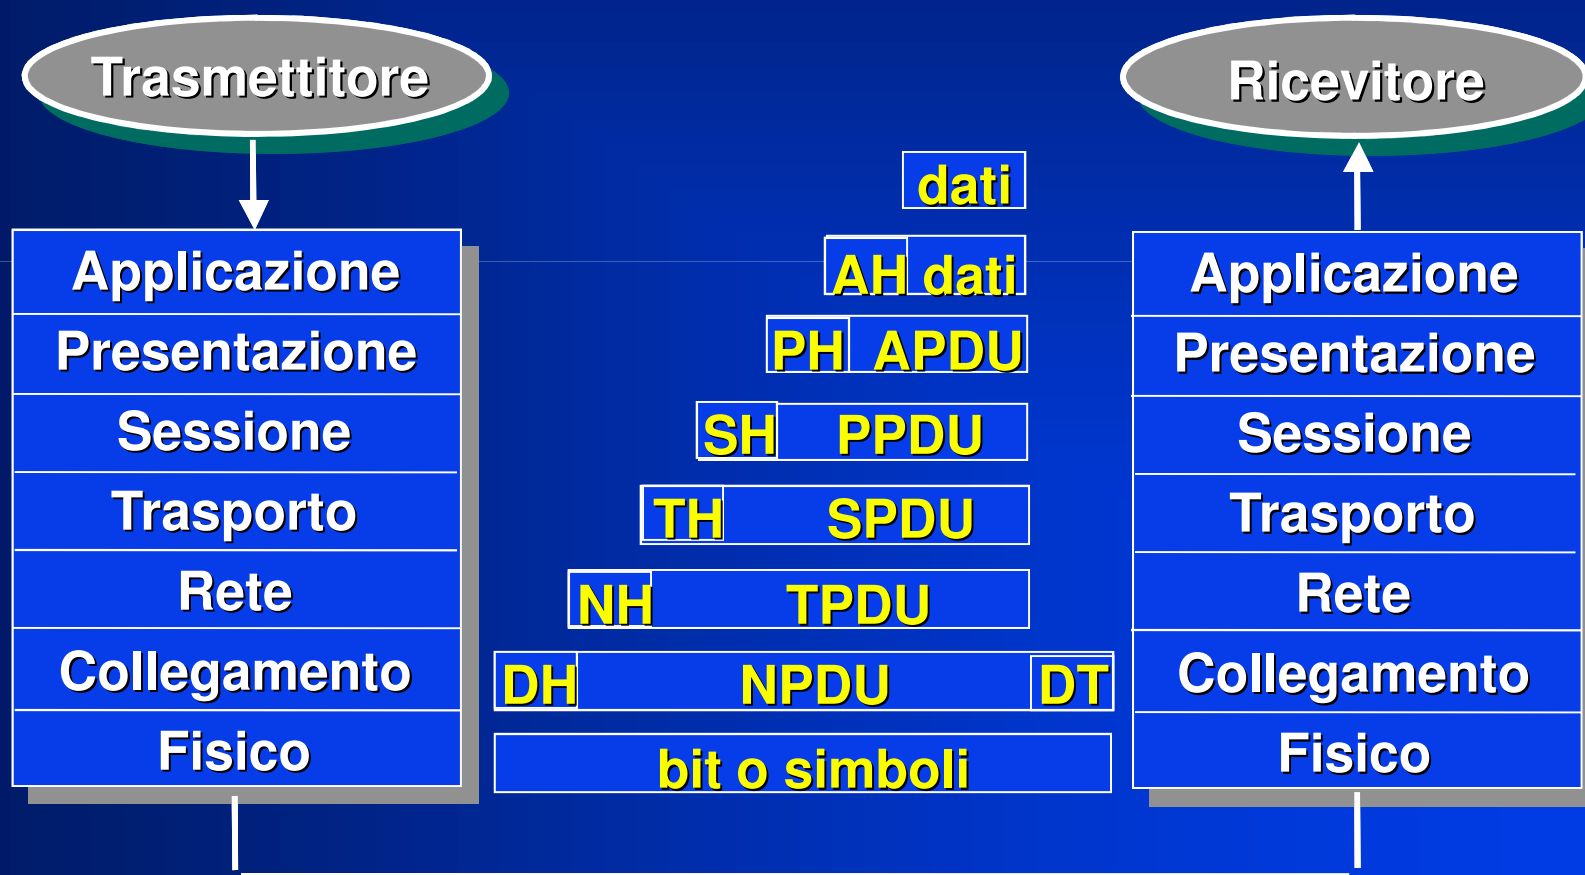 Trasmettitore
Ricevitore
dati
Applicazione
AH dati
Applicazione
Presentazione
PH APDU
Presentazione
Sessione
SH PPDU
Sessione
Trasporto
TH SPDU
Trasporto
Rete
NH TPDU
Rete
Collegamento
DH NPDU DT
Collegamento
Fisico
bit o simboli
Fisico